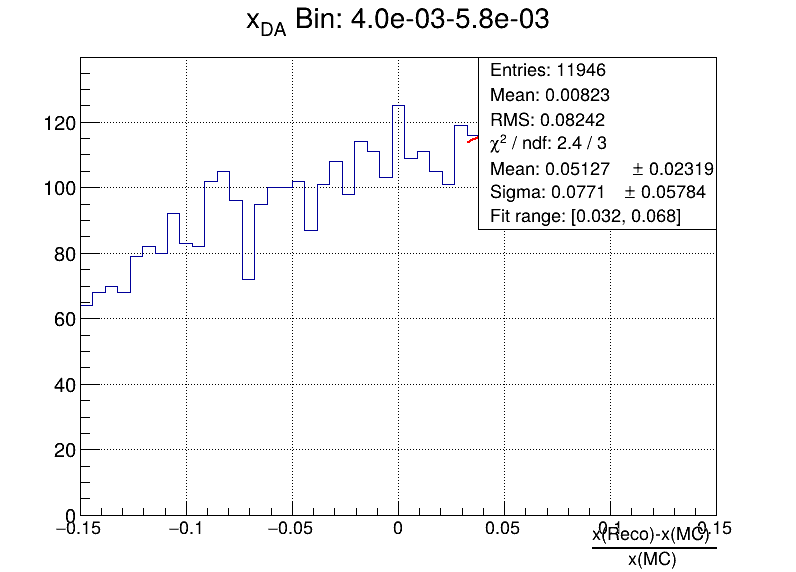 x_DA Bin: 4.0e-03-5.8e-03
Entries: 11946
Mean: 0.00823
RMS: 0.08242
χ² / ndf: 2.4 / 3
Mean: 0.05127 ± 0.02319
Sigma: 0.0771 ± 0.05784
Fit range: [0.032, 0.068]
120
100
80
60
40
20
0
−0.15 −0.1 −0.05 0 0.05 0.1 0.15
x(Reco)-x(MC)
x(MC)